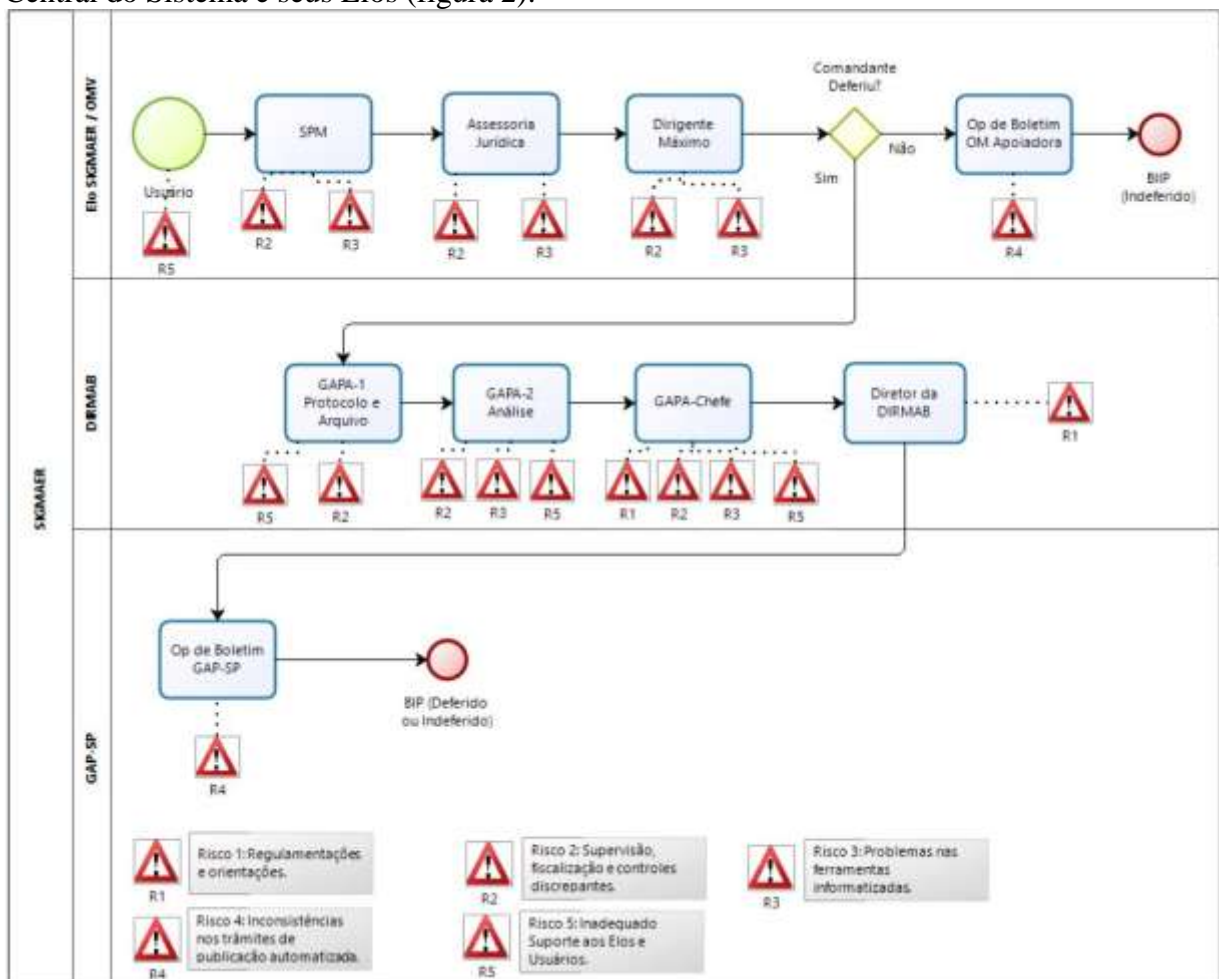 Central do Sistema e seus Elos (figura 2).
SIGMAER
Elo SIGMAER / OMV
Usuário
R5
SPM
R2
R3
Assessoria
Jurídica
R2
R3
Dirigente
Máximo
R2
R3
Comandante
Deferiu?
Não
Sim
Op de Boletim
OM Apoiadora
R4
BIIP
(Indeferido)
DIRMAB
GAPA-1
Protocolo e
Arquivo
R5
R2
GAPA-2
Análise
R2
R3
R5
GAPA-Chefe
R1
R2
R3
R5
Diretor da
DIRMAB
R1
GAP-SP
Op de Boletim
GAP-SP
R4
BIP (Deferido
ou Indeferido)
R1
Risco 1: Regulamentações
e orientações.
R2
Risco 2: Supervisão,
fiscalização e controles
discrepantes.
R3
Risco 3: Problemas nas
ferramentas
informatizadas.
R4
Risco 4: Inconsistências
nos trâmites de
publicação automatizada.
R5
Risco 5: Inadequado
Suporte aos Elos e
Usuários.